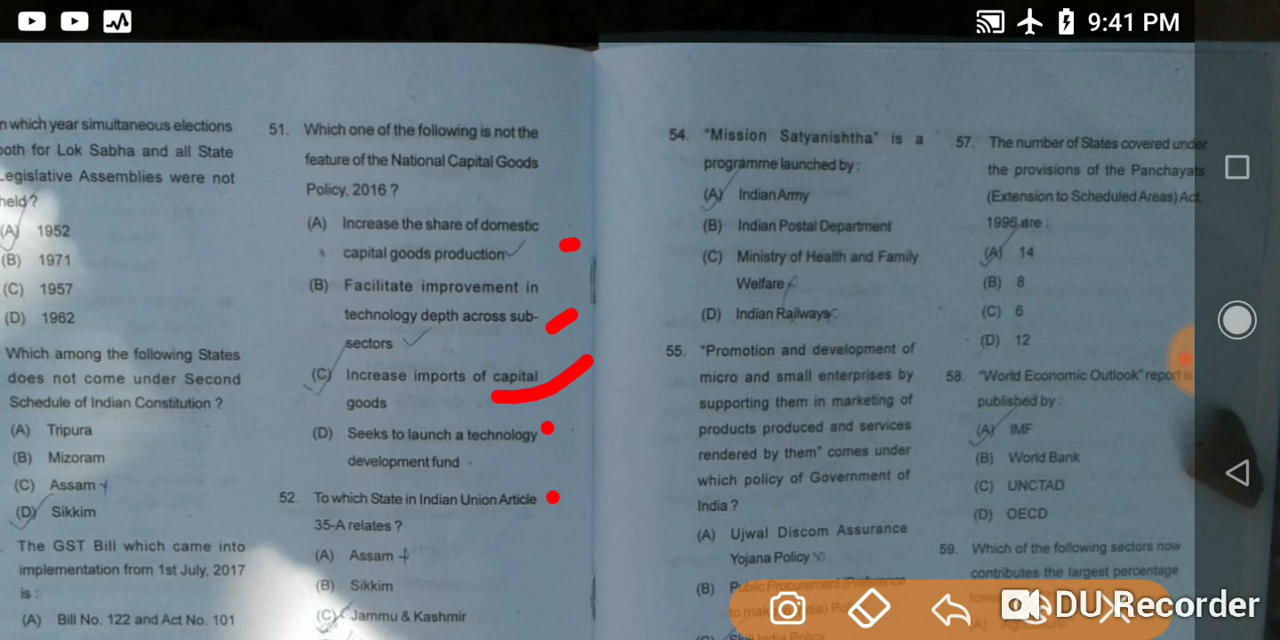 9:41 PM
n which year simultaneous elections
both for Lok Sabha and all State
Legislative Assemblies were not
held ?
(A) 1952
(B) 1971
(C) 1957
(D) 1962
Which among the following States
does not come under Second
Schedule of Indian Constitution ?
(A) Tripura
(B) Mizoram
(C) Assam
(D) Sikkim
The GST Bill which came into
implementation from 1st July, 2017
is :
(A) Bill No. 122 and Act No. 101
51. Which one of the following is not the
feature of the National Capital Goods
Policy, 2016 ?
(A) Increase the share of domestic
capital goods production
(B) Facilitate improvement in
technology depth across sub-
sectors
(C) Increase imports of capital
goods
(D) Seeks to launch a technology
development fund
52. To which State in Indian Union Article
35-A relates ?
(A) Assam
(B) Sikkim
(C) Jammu & Kashmir
54. "Mission Satyanishtha" is a
programme launched by :
(A) Indian Army
(B) Indian Postal Department
(C) Ministry of Health and Family
Welfare
(D) Indian Railways
55. "Promotion and development of
micro and small enterprises by
supporting them in marketing of
products produced and services
rendered by them" comes under
which policy of Government of
India ?
(A) Ujwal Discom Assurance
Yojana Policy
(B) Public Procurement (Preference
to make India) Po
(C) Skill India Policy
57. The number of States covered under
the provisions of the Panchayats
(Extension to Scheduled Areas) Act,
1996 are :
(A) 14
(B) 8
(C) 6
(D) 12
58. "World Economic Outlook" report is
published by :
(A) IMF
(B) World Bank
(C) UNCTAD
(D) OECD
59. Which of the following sectors now
contributes the largest percentage
DU Recorder